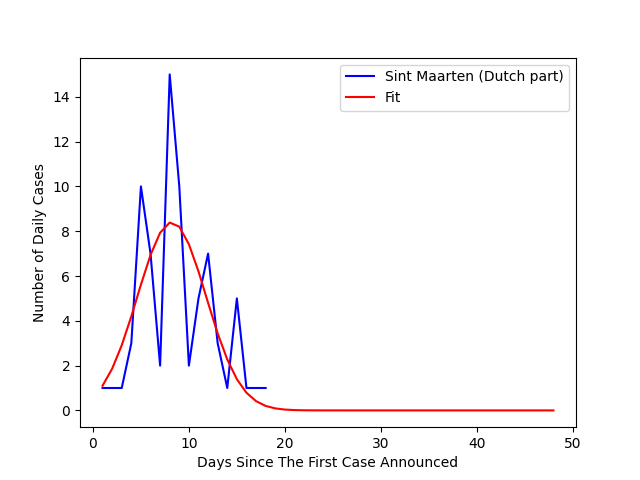 Sint Maarten (Dutch part)
Fit
14
12
10
8
6
4
2
0
Number of Daily Cases
0 10 20 30 40 50
Days Since The First Case Announced